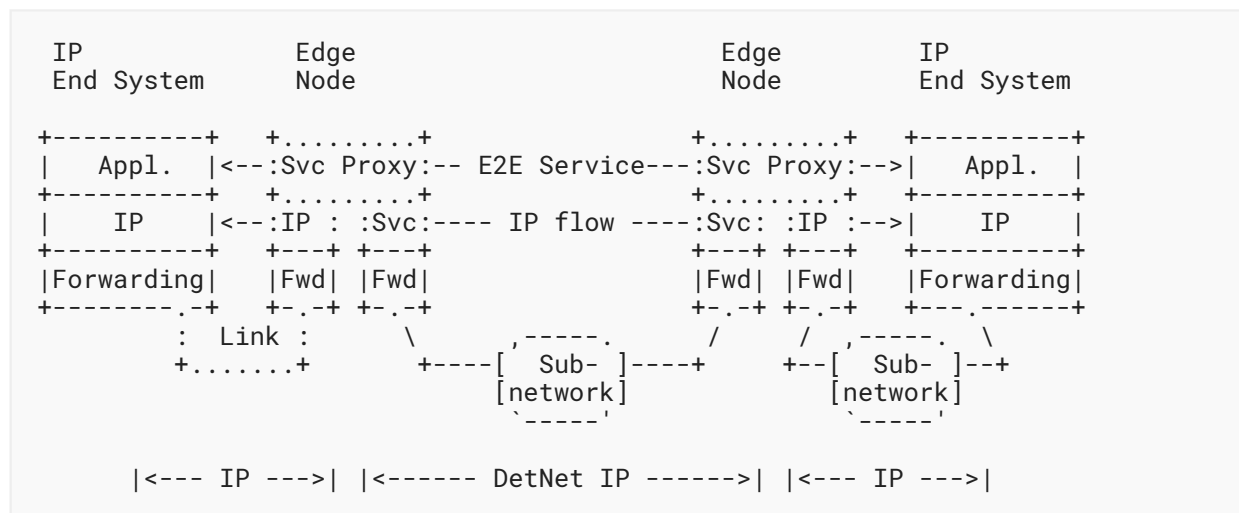 IP              Edge                        Edge         IP
End System      Node                        Node         End System

+----------+   +.........+                 +.........+   +----------+
|   Appl.  |<--:Svc Proxy:-- E2E Service---:Svc Proxy:-->|   Appl.  |
+----------+   +.........+                 +.........+   +----------+
|    IP    |<--:IP : :Svc:---- IP flow ----:Svc: :IP :-->|    IP    |
+----------+   +---+ +---+                 +---+ +---+   +----------+
|Forwarding|   |Fwd| |Fwd|                 |Fwd| |Fwd|   |Forwarding|
+--------.-+   +-.-+ +-.-+                 +-.-+ +-.-+   +---.------+
         :  Link :      \      ,-----.      /     /  ,-----.  \
         +.......+       +----[  Sub- ]----+     +--[  Sub- ]--+
                              [network]             [network]
                               `-----'               `-----'

      |<--- IP --->| |<------ DetNet IP ------>| |<--- IP --->|